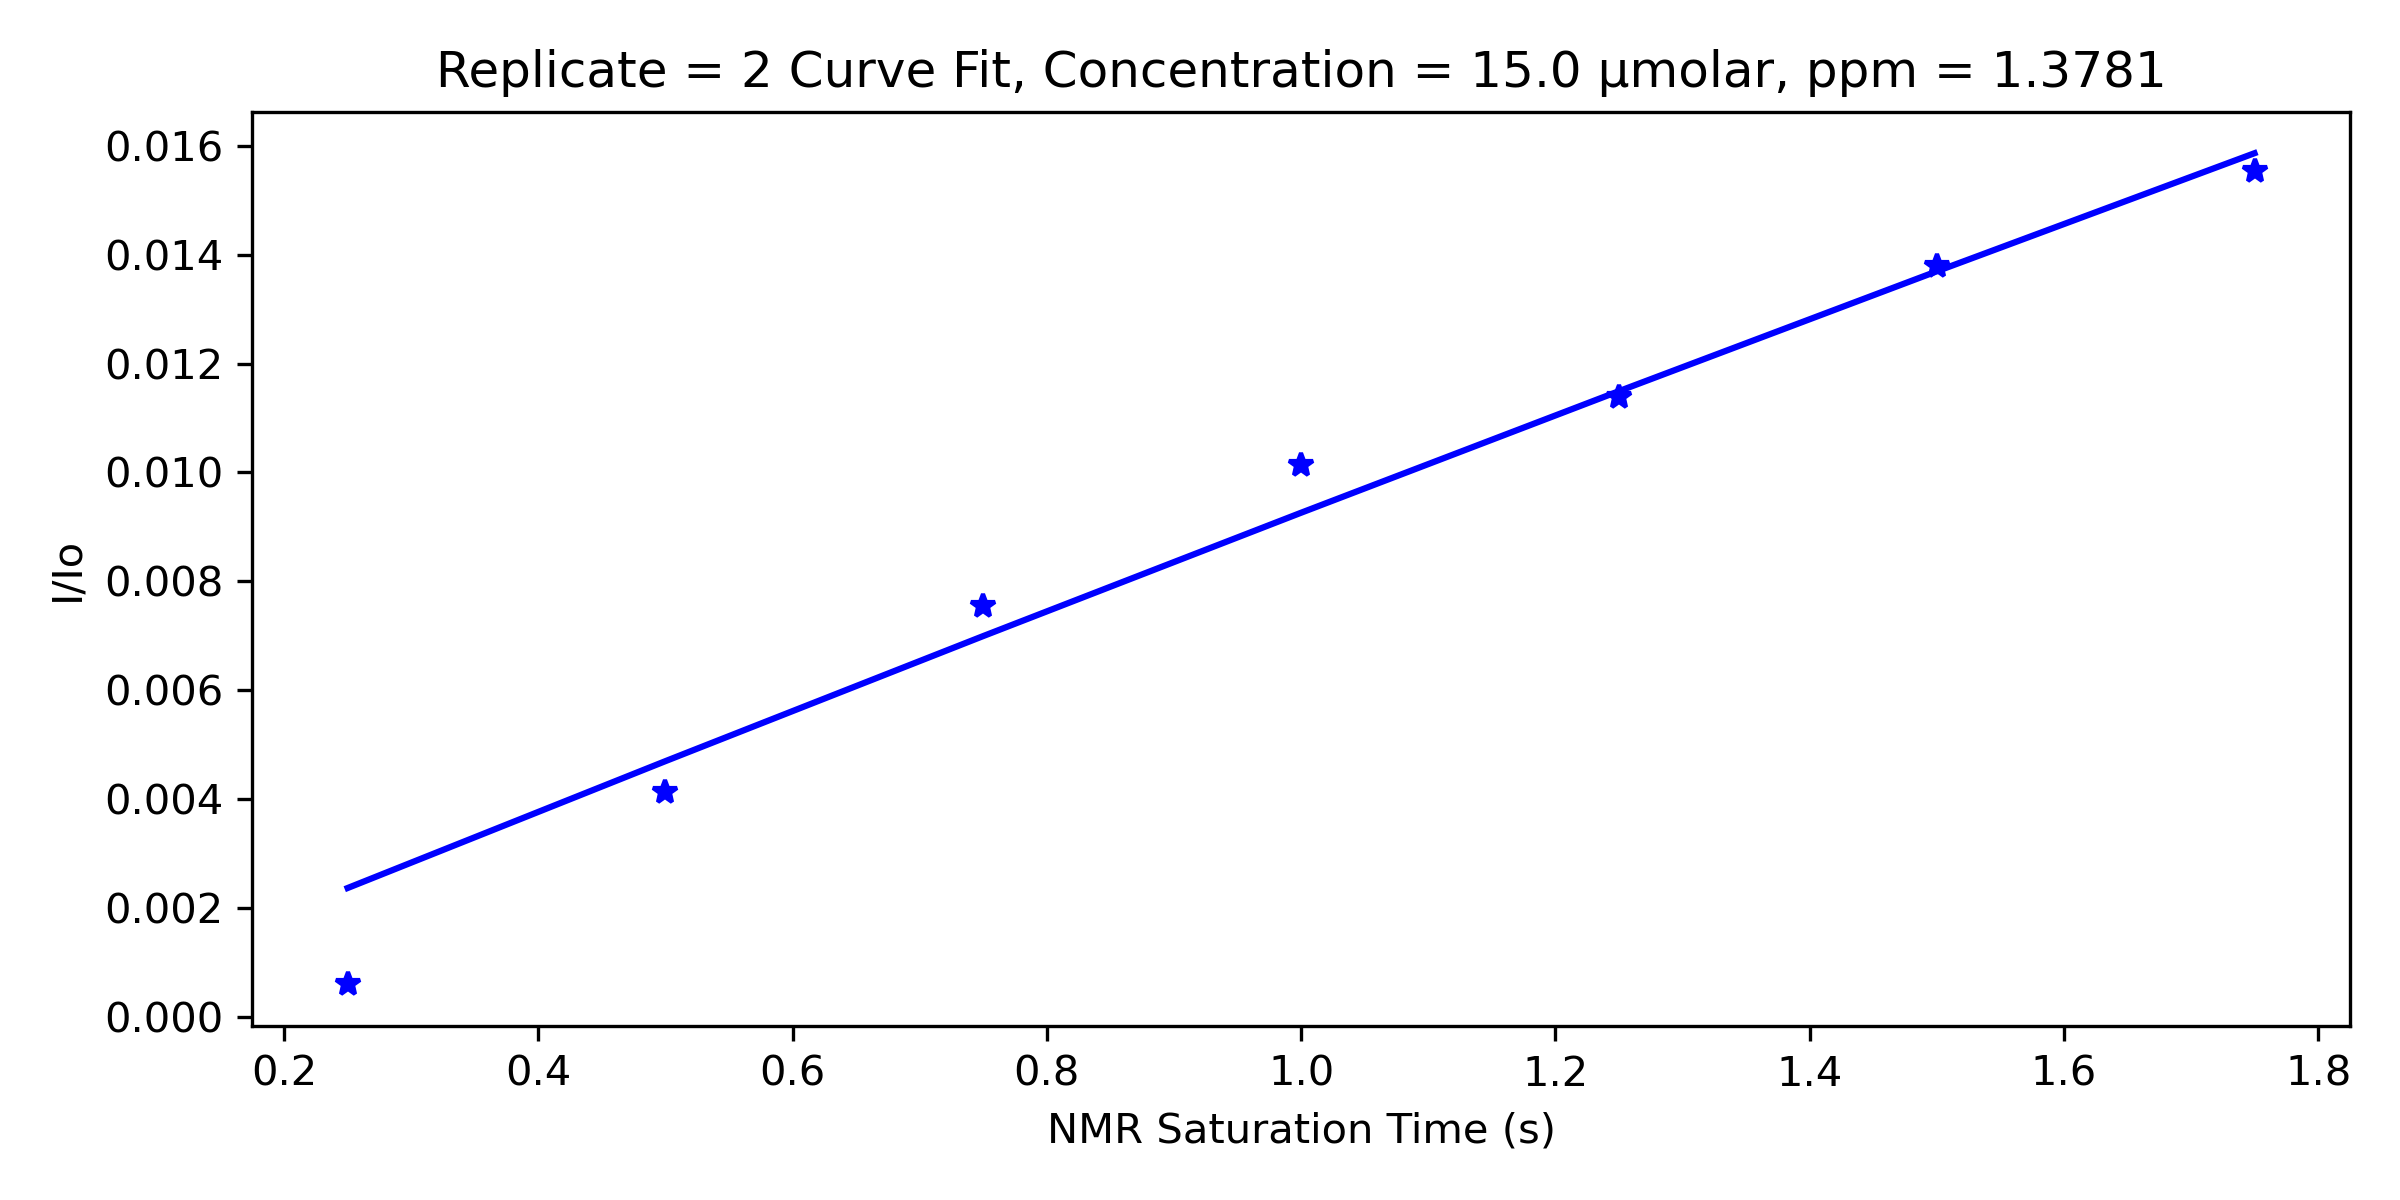 Replicate = 2 Curve Fit, Concentration = 15.0 µmolar, ppm = 1.3781
0.016
0.014
0.012
0.010
0.008
0.006
0.004
0.002
0.000
I/Io
0.2 0.4 0.6 0.8 1.0 1.2 1.4 1.6 1.8
NMR Saturation Time (s)